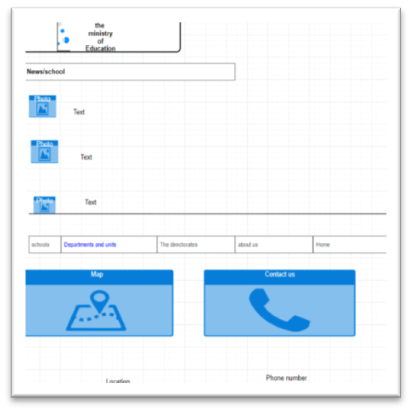 the
ministry
of
Education
News/school
Photo
Text
Photo
Text
Photo
Text
schools Departments and units The directorates about us Home
Map Contact us
Location Phone number